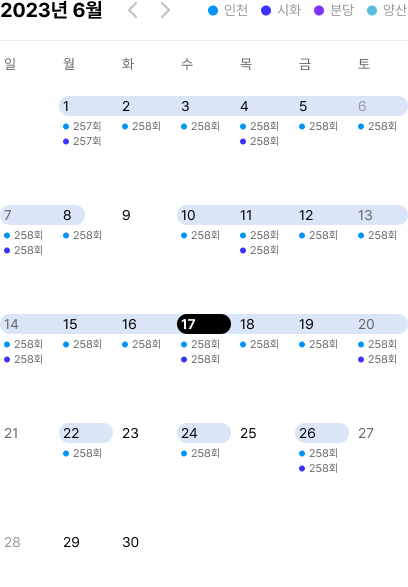 2023년 6월 인천 시화 분당 양산
일 월 화 수 목 금 토
1 2 3 4 5 6
257회 258회 258회 258회 258회 258회
257회 258회
7 8 9 10 11 12 13
258회 258회 258회 258회 258회 258회
258회 258회
14 15 16 17 18 19 20
258회 258회 258회 258회 258회 258회 258회
258회 258회 258회
21 22 23 24 25 26 27
258회 258회 258회
258회
28 29 30